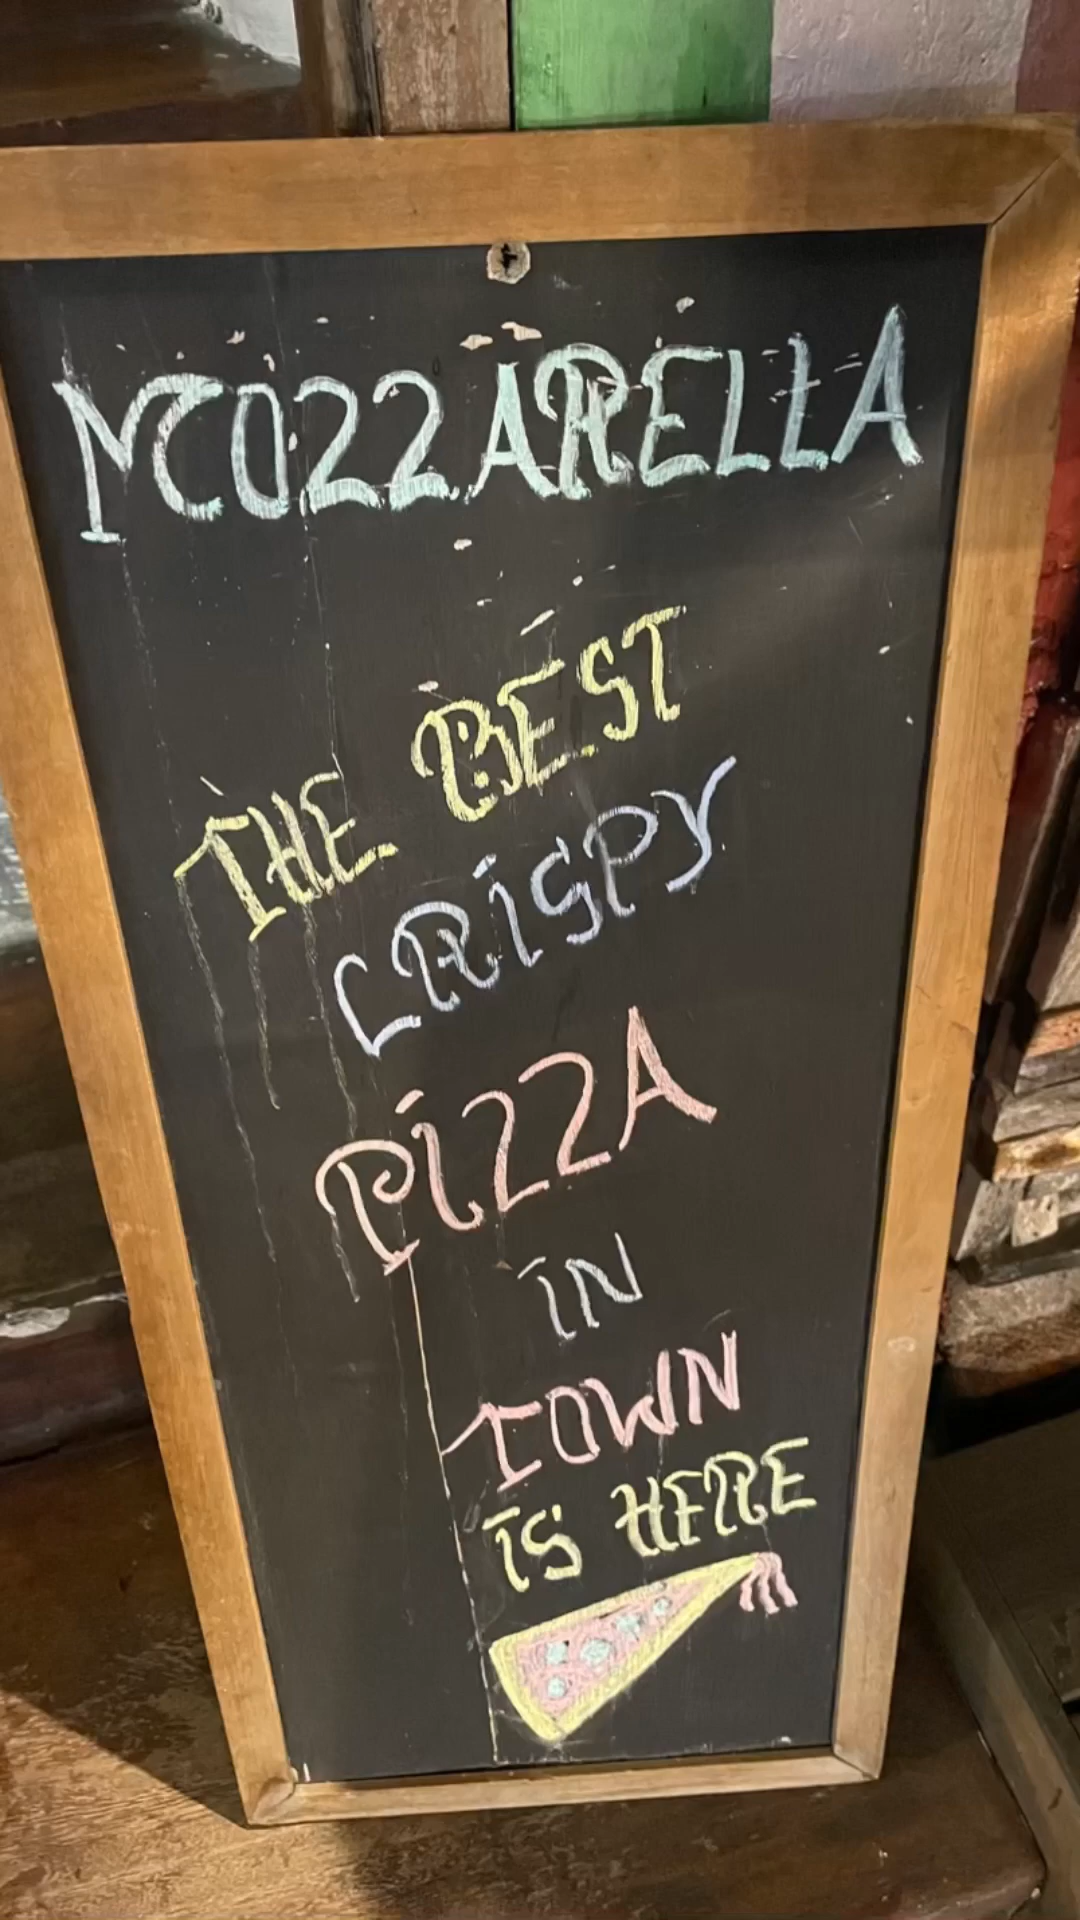 MOZZARELLA
THE BEST
CRISPY
PIZZA
IN
TOWN
IS HERE